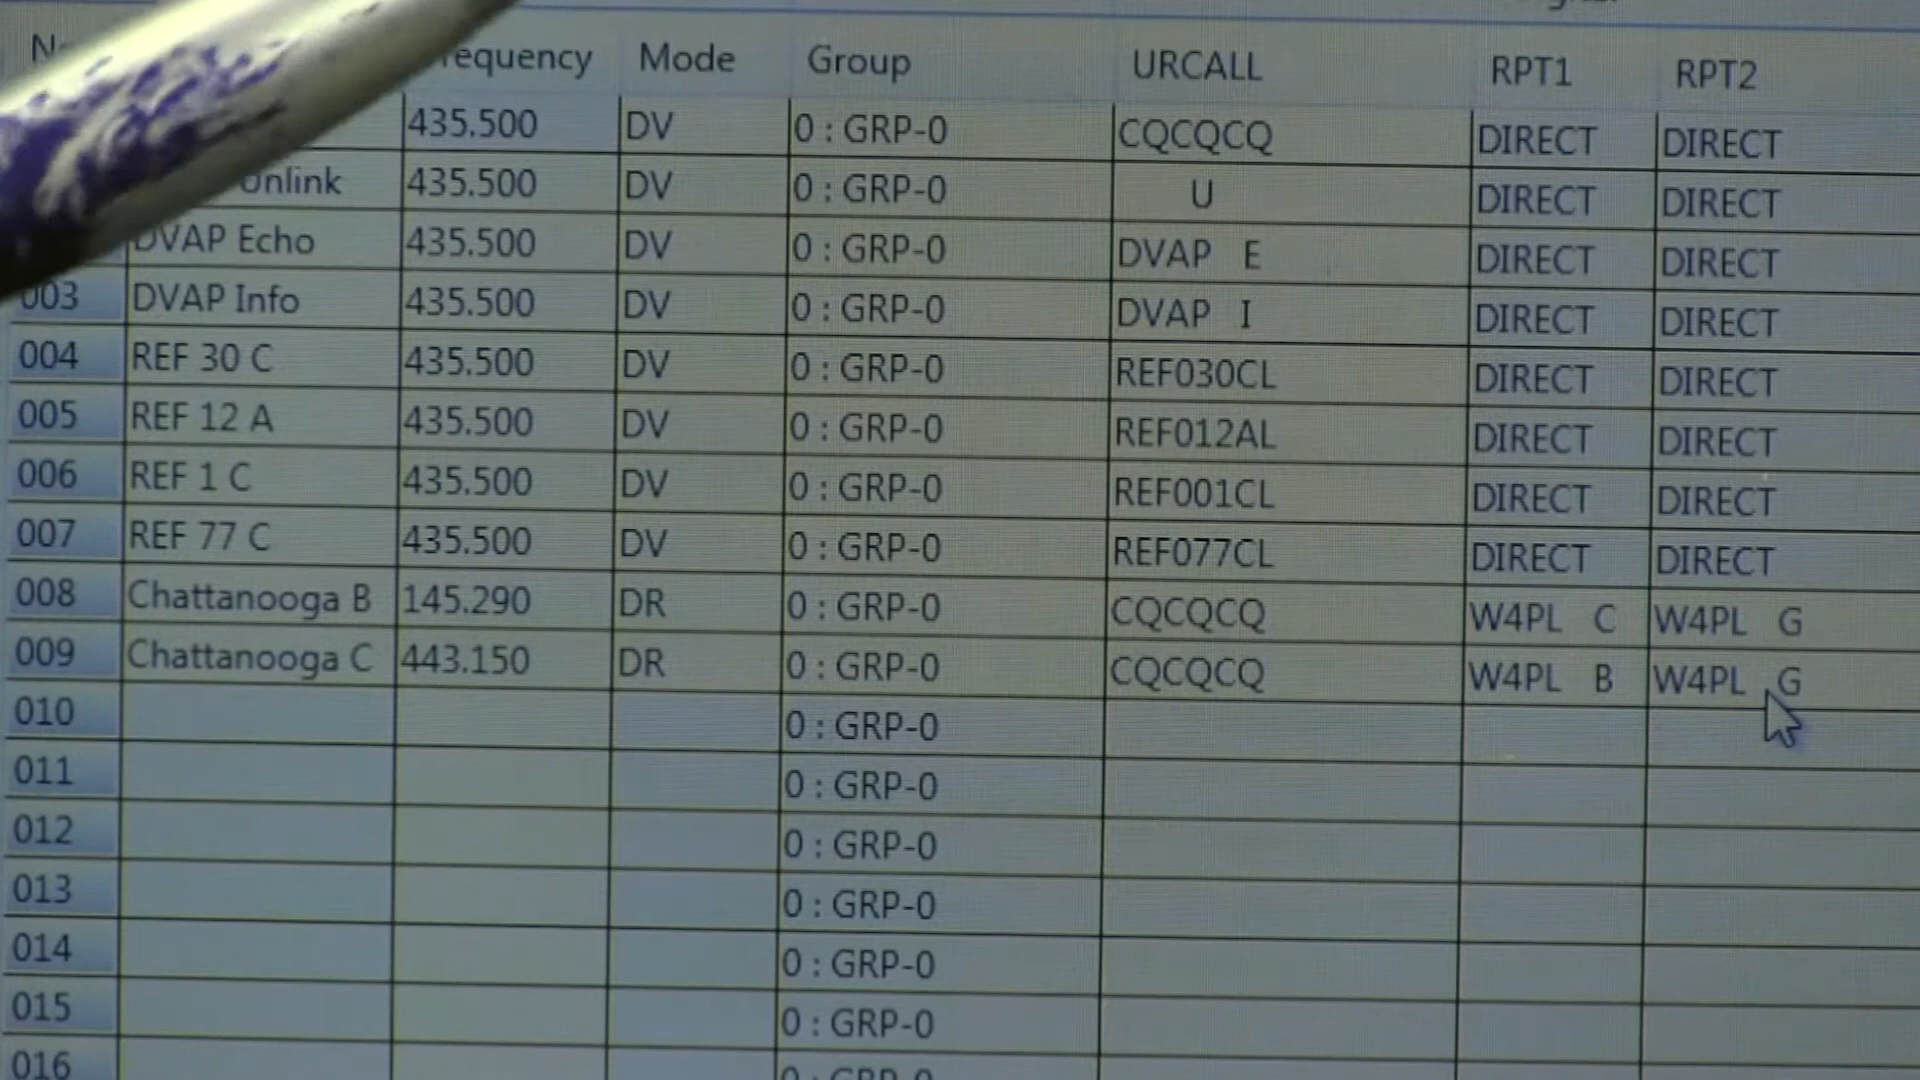 Mode Group URCALL RPT1 RPT2
435.500 DV 0 : GRP-0 CQCQCQ DIRECT DIRECT
Unlink 435.500 DV 0 : GRP-0 U DIRECT DIRECT
DVAP Echo 435.500 DV 0 : GRP-0 DVAP E DIRECT DIRECT
003 DVAP Info 435.500 DV 0 : GRP-0 DVAP I DIRECT DIRECT
004 REF 30 C 435.500 DV 0 : GRP-0 REF030CL DIRECT DIRECT
005 REF 12 A 435.500 DV 0 : GRP-0 REF012AL DIRECT DIRECT
006 REF 1 C 435.500 DV 0 : GRP-0 REF001CL DIRECT DIRECT
007 REF 77 C 435.500 DV 0 : GRP-0 REF077CL DIRECT DIRECT
008 Chattanooga B 145.290 DR 0 : GRP-0 CQCQCQ W4PL C W4PL G
009 Chattanooga C 443.150 DR 0 : GRP-0 CQCQCQ W4PL B W4PL G
010 0 : GRP-0
011 0 : GRP-0
012 0 : GRP-0
013 0 : GRP-0
014 0 : GRP-0
015 0 : GRP-0
016 0 : GRP-0